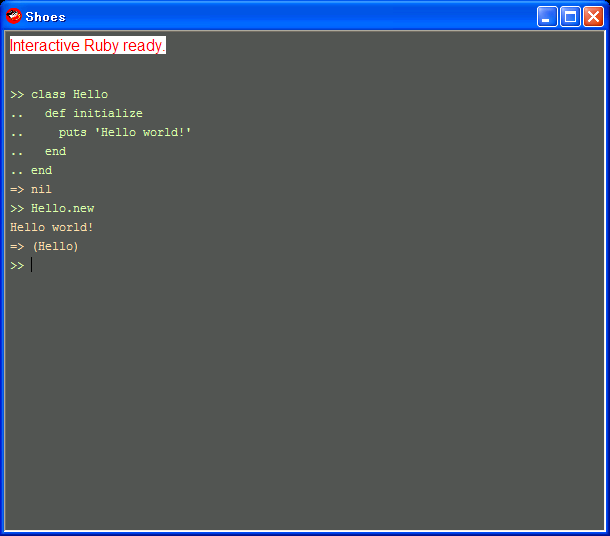 Shoes
Interactive Ruby ready.
>> class Hello
..   def initialize
..     puts 'Hello world!'
..   end
.. end
=> nil
>> Hello.new
Hello world!
=> (Hello)
>>